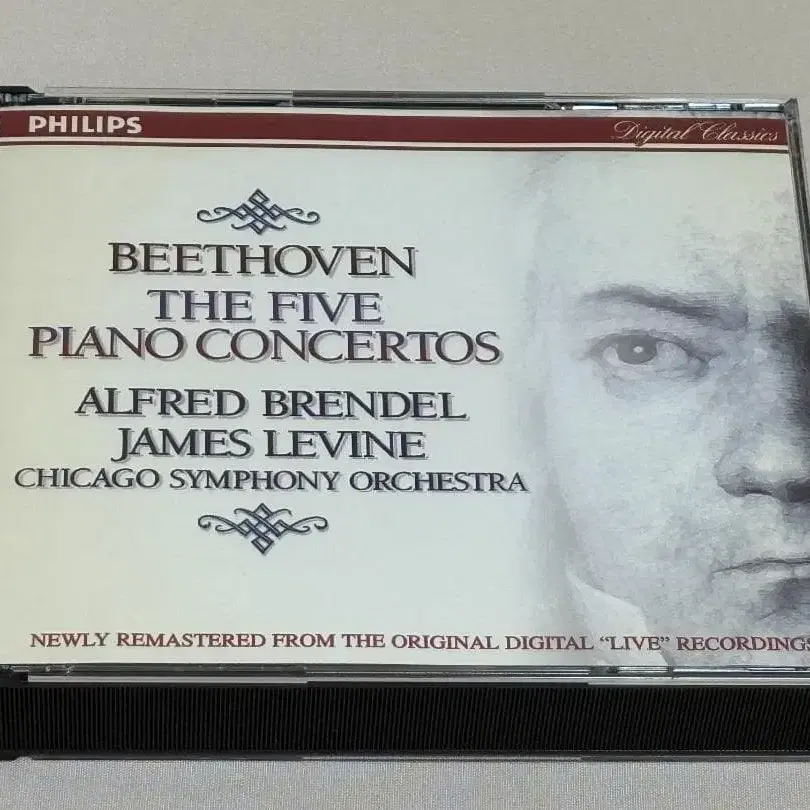 PHILIPS
Digital Classics
BEETHOVEN
THE FIVE
PIANO CONCERTOS
ALFRED BRENDEL
JAMES LEVINE
CHICAGO SYMPHONY ORCHESTRA
NEWLY REMASTERED FROM THE ORIGINAL DIGITAL “LIVE” RECORDINGS